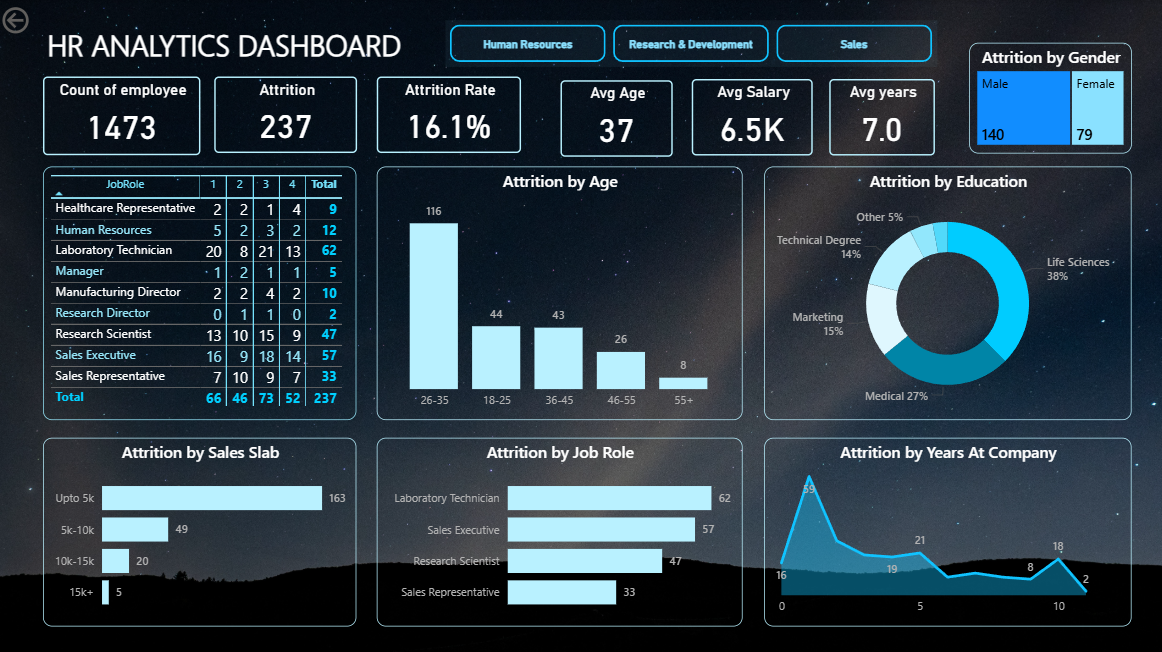 HR ANALYTICS DASHBOARD
Human Resources
Research & Development
Sales
Count of employee
1473
Attrition
237
Attrition Rate
16.1%
Avg Age
37
Avg Salary
6.5K
Avg years
7.0
Attrition by Gender
Male
140
Female
79
JobRole 1 2 3 4 Total
Healthcare Representative 2 2 1 4 9
Human Resources 5 2 3 2 12
Laboratory Technician 20 8 21 13 62
Manager 1 2 1 1 5
Manufacturing Director 2 2 4 2 10
Research Director 0 1 1 0 2
Research Scientist 13 10 15 9 47
Sales Executive 16 9 18 14 57
Sales Representative 7 10 9 7 33
Total 66 46 73 52 237
Attrition by Age
116
44
43
26
8
26-35 18-25 36-45 46-55 55+
Attrition by Education
Other 5%
Technical Degree
14%
Life Sciences
38%
Marketing
15%
Medical 27%
Attrition by Sales Slab
Upto 5k 163
5k-10k 49
10k-15k 20
15k+ 5
Attrition by Job Role
Laboratory Technician 62
Sales Executive 57
Research Scientist 47
Sales Representative 33
Attrition by Years At Company
59
21
18
19
8
16
2
0 5 10